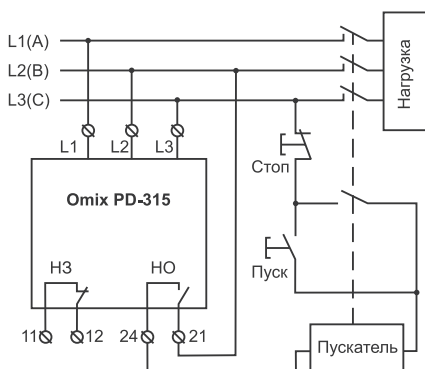 L1(A)
L2(B)
L3(C)
Нагрузка
L1
L2
L3
Стоп
Omix PD-315
НЗ
НО
Пуск
11
12
24
21
Пускатель